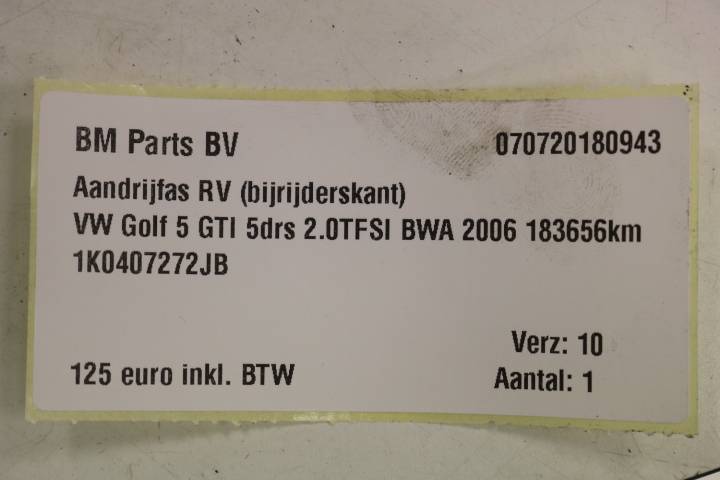 BM Parts BV 070720180943
Aandrijfas RV (bijrijderskant)
VW Golf 5 GTI 5drs 2.0TFSI BWA 2006 183656km
1K0407272JB
Verz: 10
125 euro inkl. BTW Aantal: 1